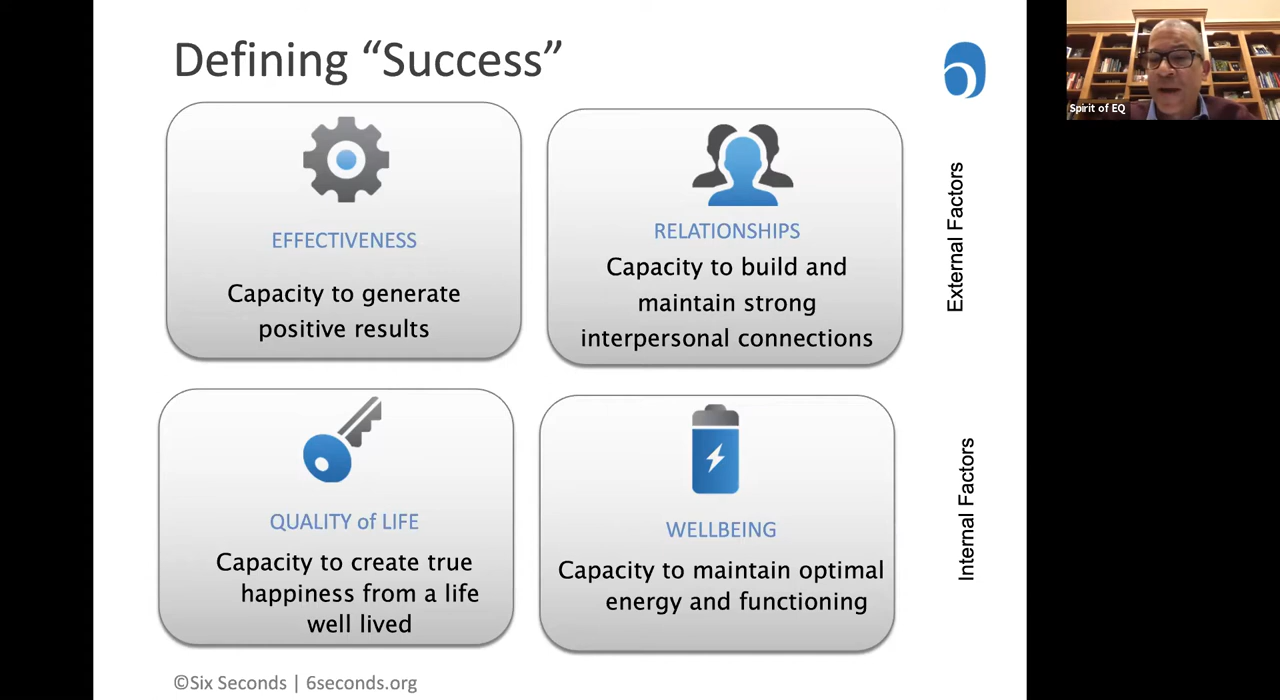 Defining “Success”
EFFECTIVENESS
Capacity to generate
positive results
RELATIONSHIPS
Capacity to build and
maintain strong
interpersonal connections
External Factors
QUALITY of LIFE
Capacity to create true
happiness from a life
well lived
WELLBEING
Capacity to maintain optimal
energy and functioning
Internal Factors
©Six Seconds | 6seconds.org
Spirit of EQ